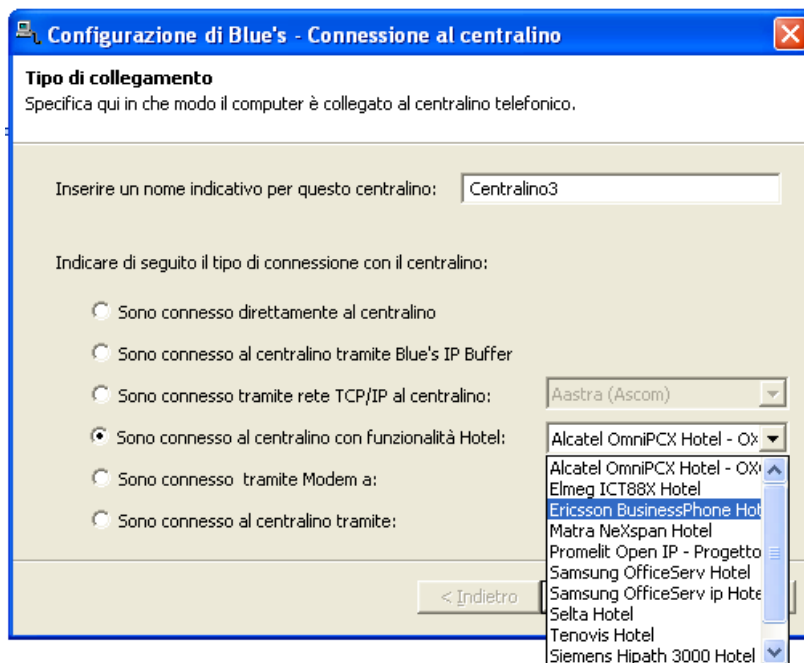 Configurazione di Blue's - Connessione al centralino
Tipo di collegamento
Specifica qui in che modo il computer è collegato al centralino telefonico.
Inserire un nome indicativo per questo centralino: Centralino3
Indicare di seguito il tipo di connessione con il centralino:
Sono connesso direttamente al centralino
Sono connesso al centralino tramite Blue's IP Buffer
Sono connesso tramite rete TCP/IP al centralino: Aastra (Ascom)
Sono connesso al centralino con funzionalità Hotel: Alcatel OmniPCX Hotel - OX
Alcatel OmniPCX Hotel - OX
Elmeg ICT88X Hotel
Sono connesso tramite Modem a:
Ericsson BusinessPhone Hot
Matra NeXspan Hotel
Sono connesso al centralino tramite:
Promelit Open IP - Progetto
Samsung OfficeServ Hotel
Samsung OfficeServ ip Hote
< Indietro
Selta Hotel
Tenovis Hotel
Siemens Hipath 3000 Hotel